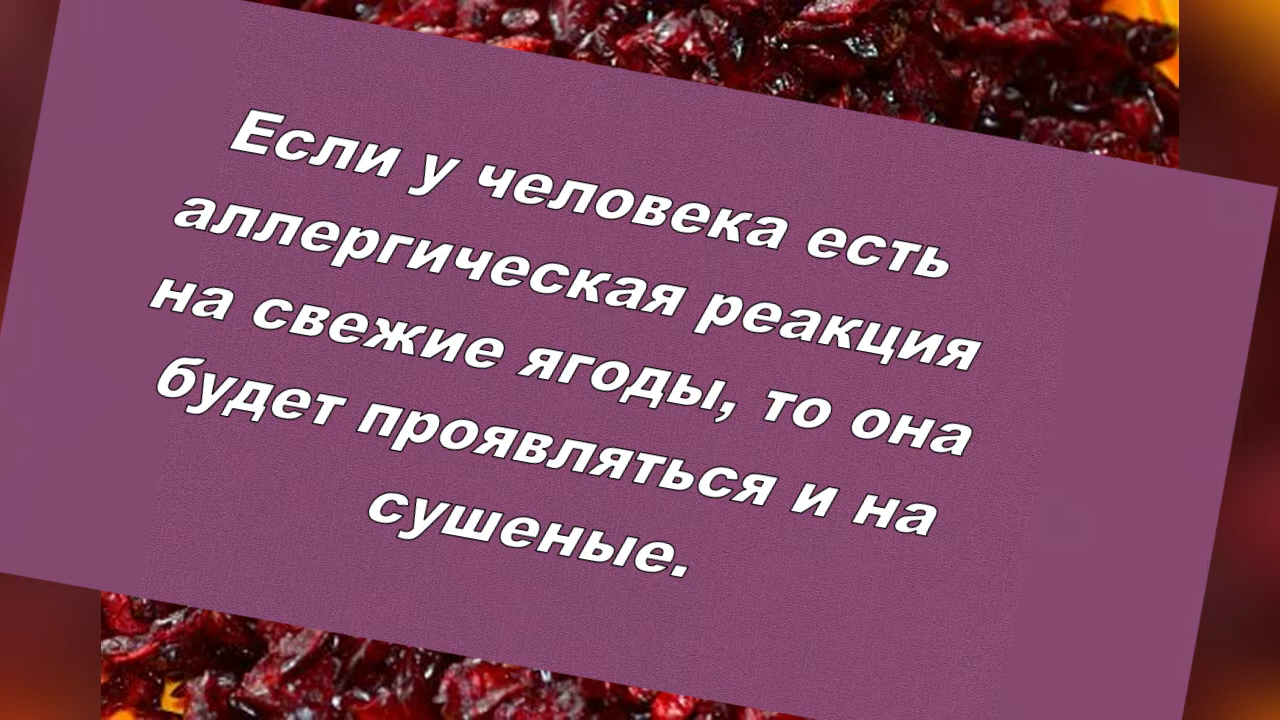 Если у человека есть
аллергическая реакция
на свежие ягоды, то она
будет проявляться и на
сушеные.